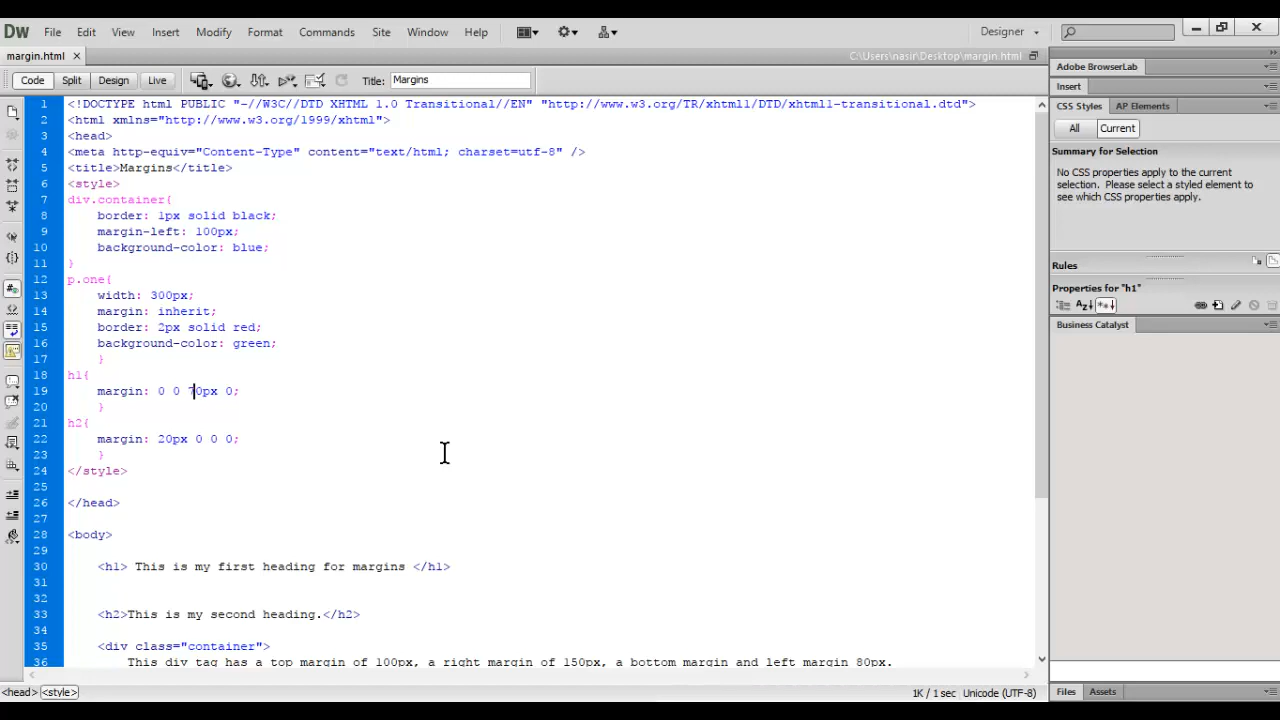 Dw File Edit View Insert Modify Format Commands Site Window Help Designer
margin.html × C:\Users\nasir\Desktop\margin.html
Code Split Design Live Title: Margins
1 <!DOCTYPE html PUBLIC "-//W3C//DTD XHTML 1.0 Transitional//EN" "http://www.w3.org/TR/xhtml1/DTD/xhtml1-transitional.dtd">
2 <html xmlns="http://www.w3.org/1999/xhtml">
3 <head>
4 <meta http-equiv="Content-Type" content="text/html; charset=utf-8" />
5 <title>Margins</title>
6 <style>
7 div.container{
8 border: 1px solid black;
9 margin-left: 100px;
10 background-color: blue;
11 }
12 p.one{
13 width: 300px;
14 margin: inherit;
15 border: 2px solid red;
16 background-color: green;
17 }
18 h1{
19 margin: 0 0 70px 0;
20 }
21 h2{
22 margin: 20px 0 0 0;
23 }
24 </style>
25
26 </head>
27
28 <body>
29
30 <h1> This is my first heading for margins </h1>
31
32
33 <h2>This is my second heading.</h2>
34
35 <div class="container">
36 This div tag has a top margin of 100px, a right margin of 150px, a bottom margin and left margin 80px.
<head> <style> 1K / 1 sec Unicode (UTF-8)
Adobe BrowserLab
Insert
CSS Styles AP Elements
All Current
Summary for Selection
No CSS properties apply to the current
selection. Please select a styled element to
see which CSS properties apply.
Rules
Properties for "h1"
Az↓
Business Catalyst
Files Assets